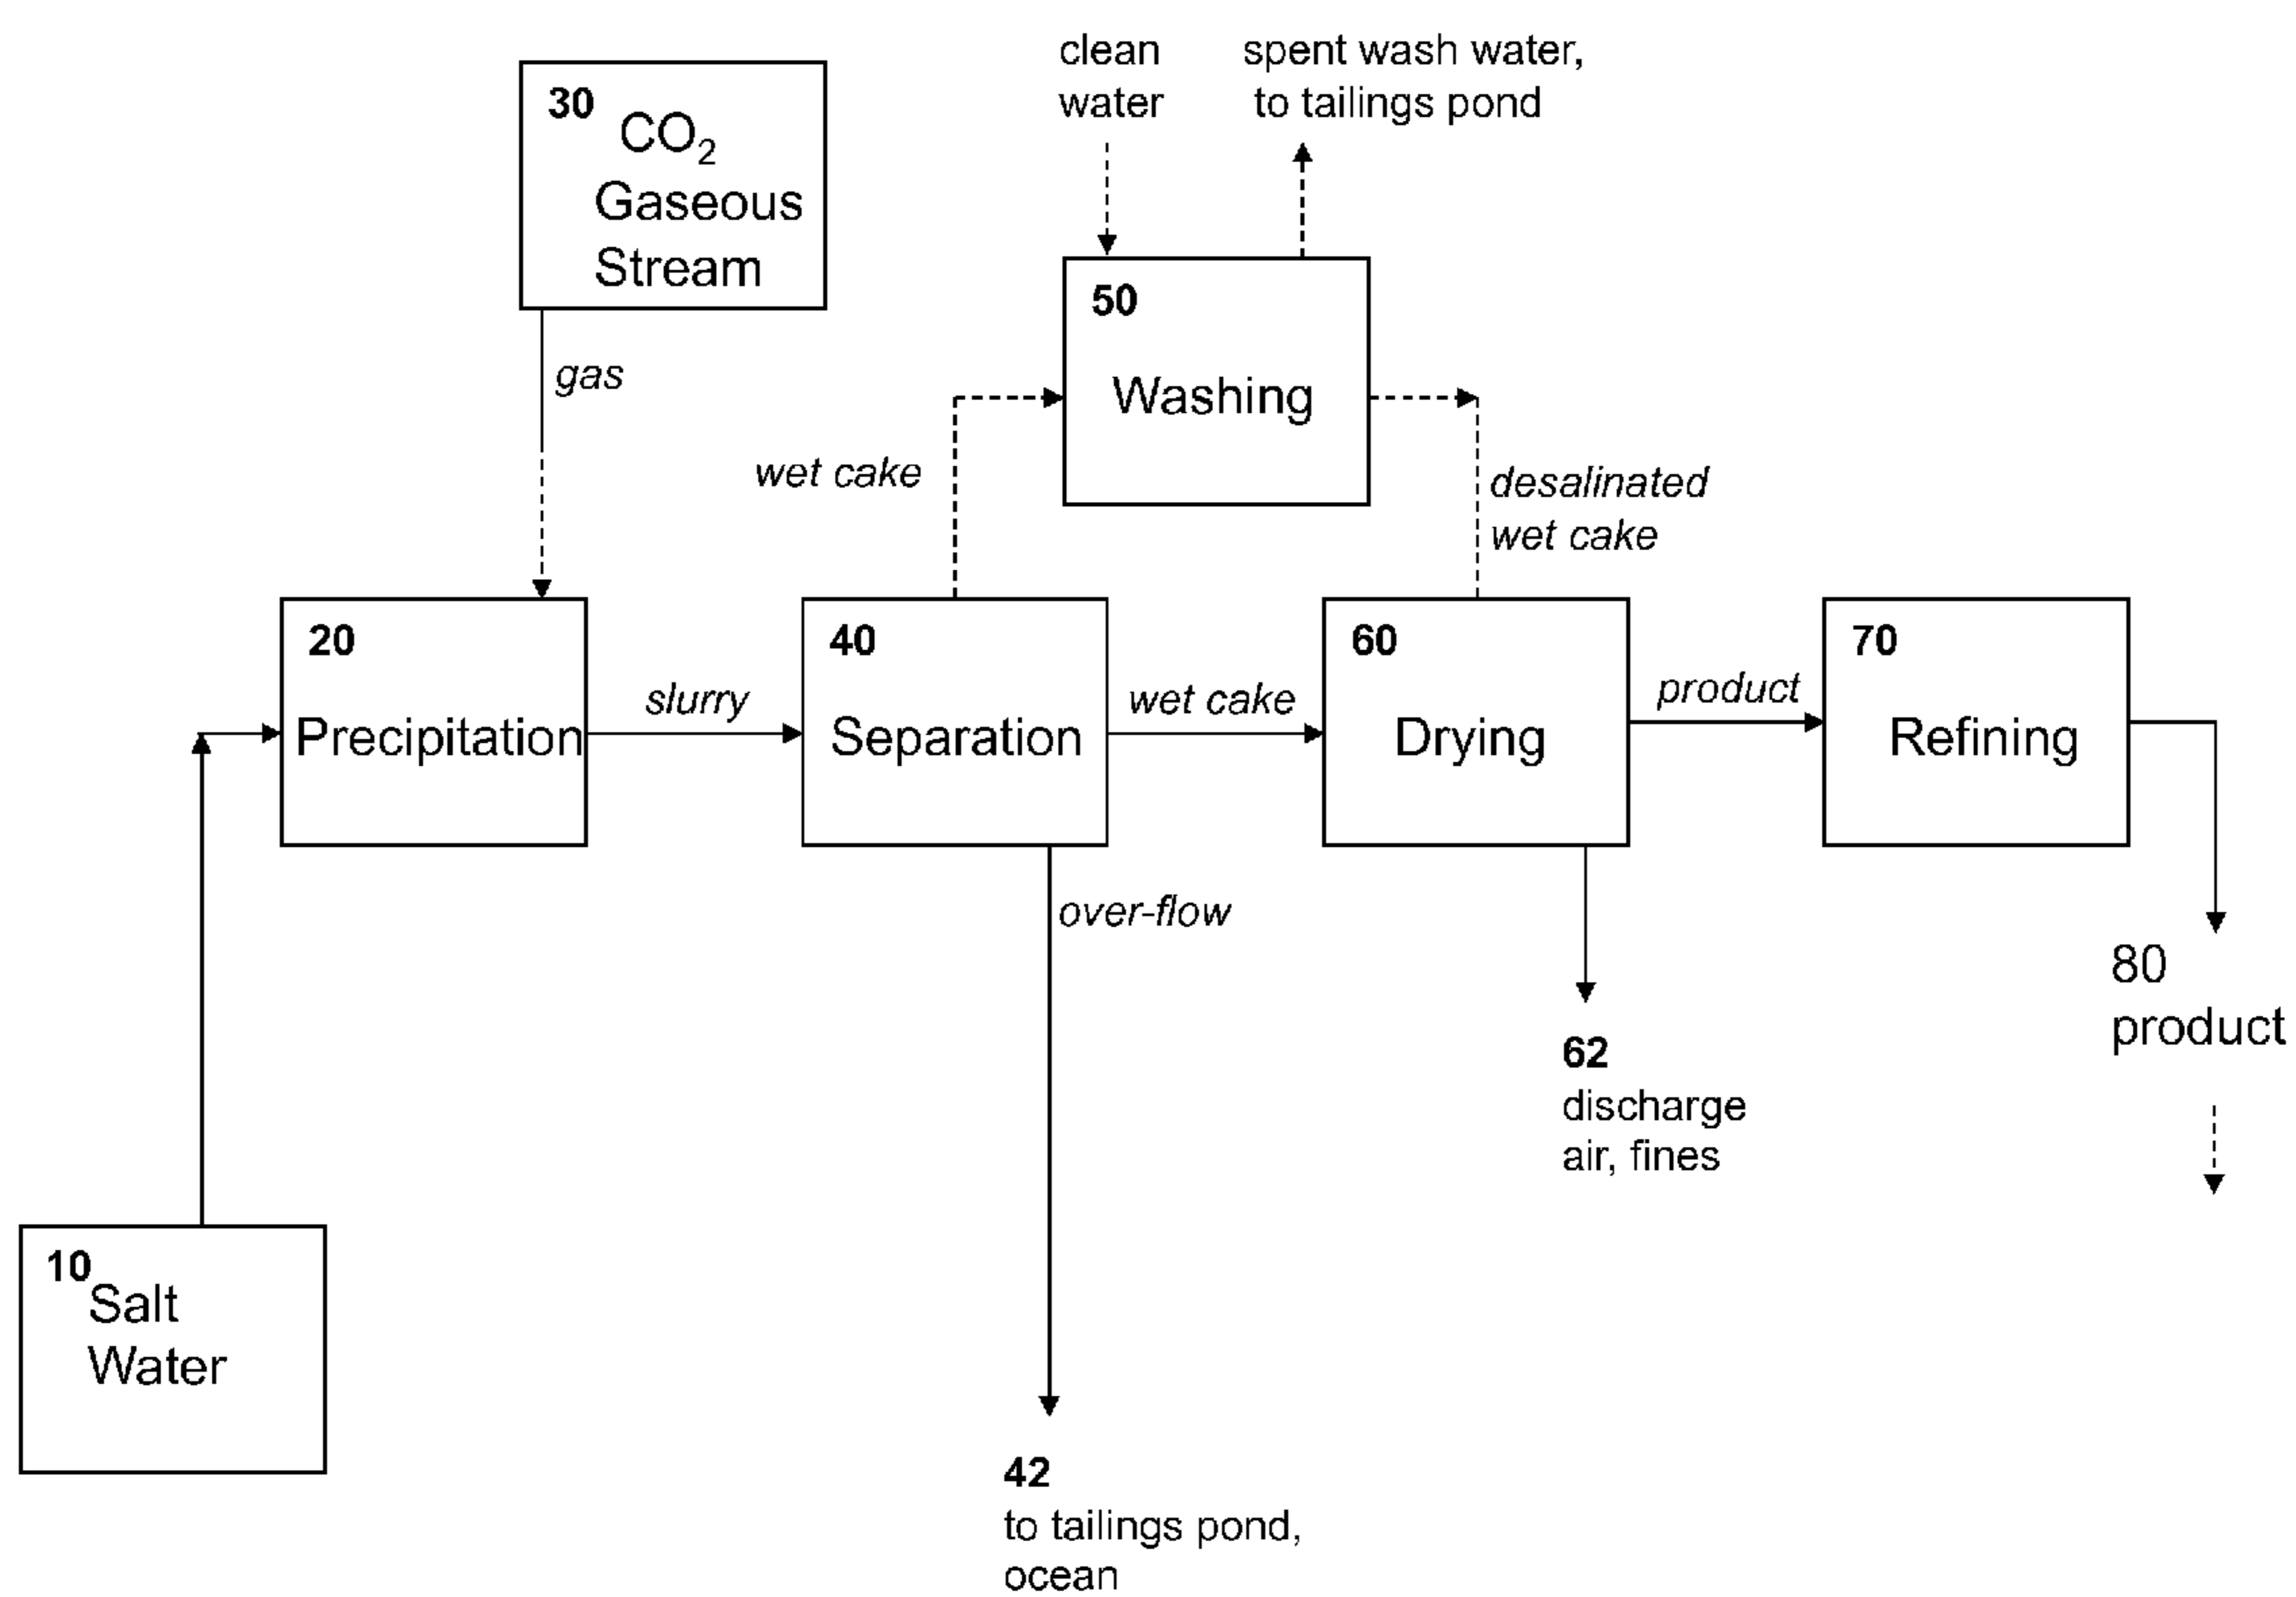 clean
water
spent wash water,
to tailings pond
30
CO₂
Gaseous
Stream
gas
50
Washing
wet cake
desalinated
wet cake
20
Precipitation
slurry
40
Separation
wet cake
60
Drying
product
70
Refining
over-flow
80
product
62
discharge
air, fines
10
Salt
Water
42
to tailings pond,
ocean